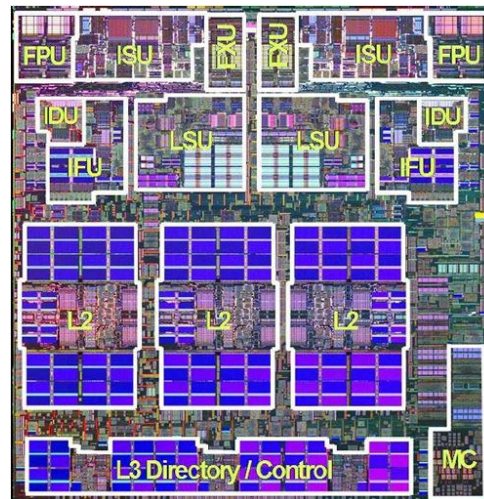 FPU ISU FXU FXU ISU FPU
IDU LSU LSU IDU
IFU IFU
L2 L2 L2
L3 Directory / Control MC